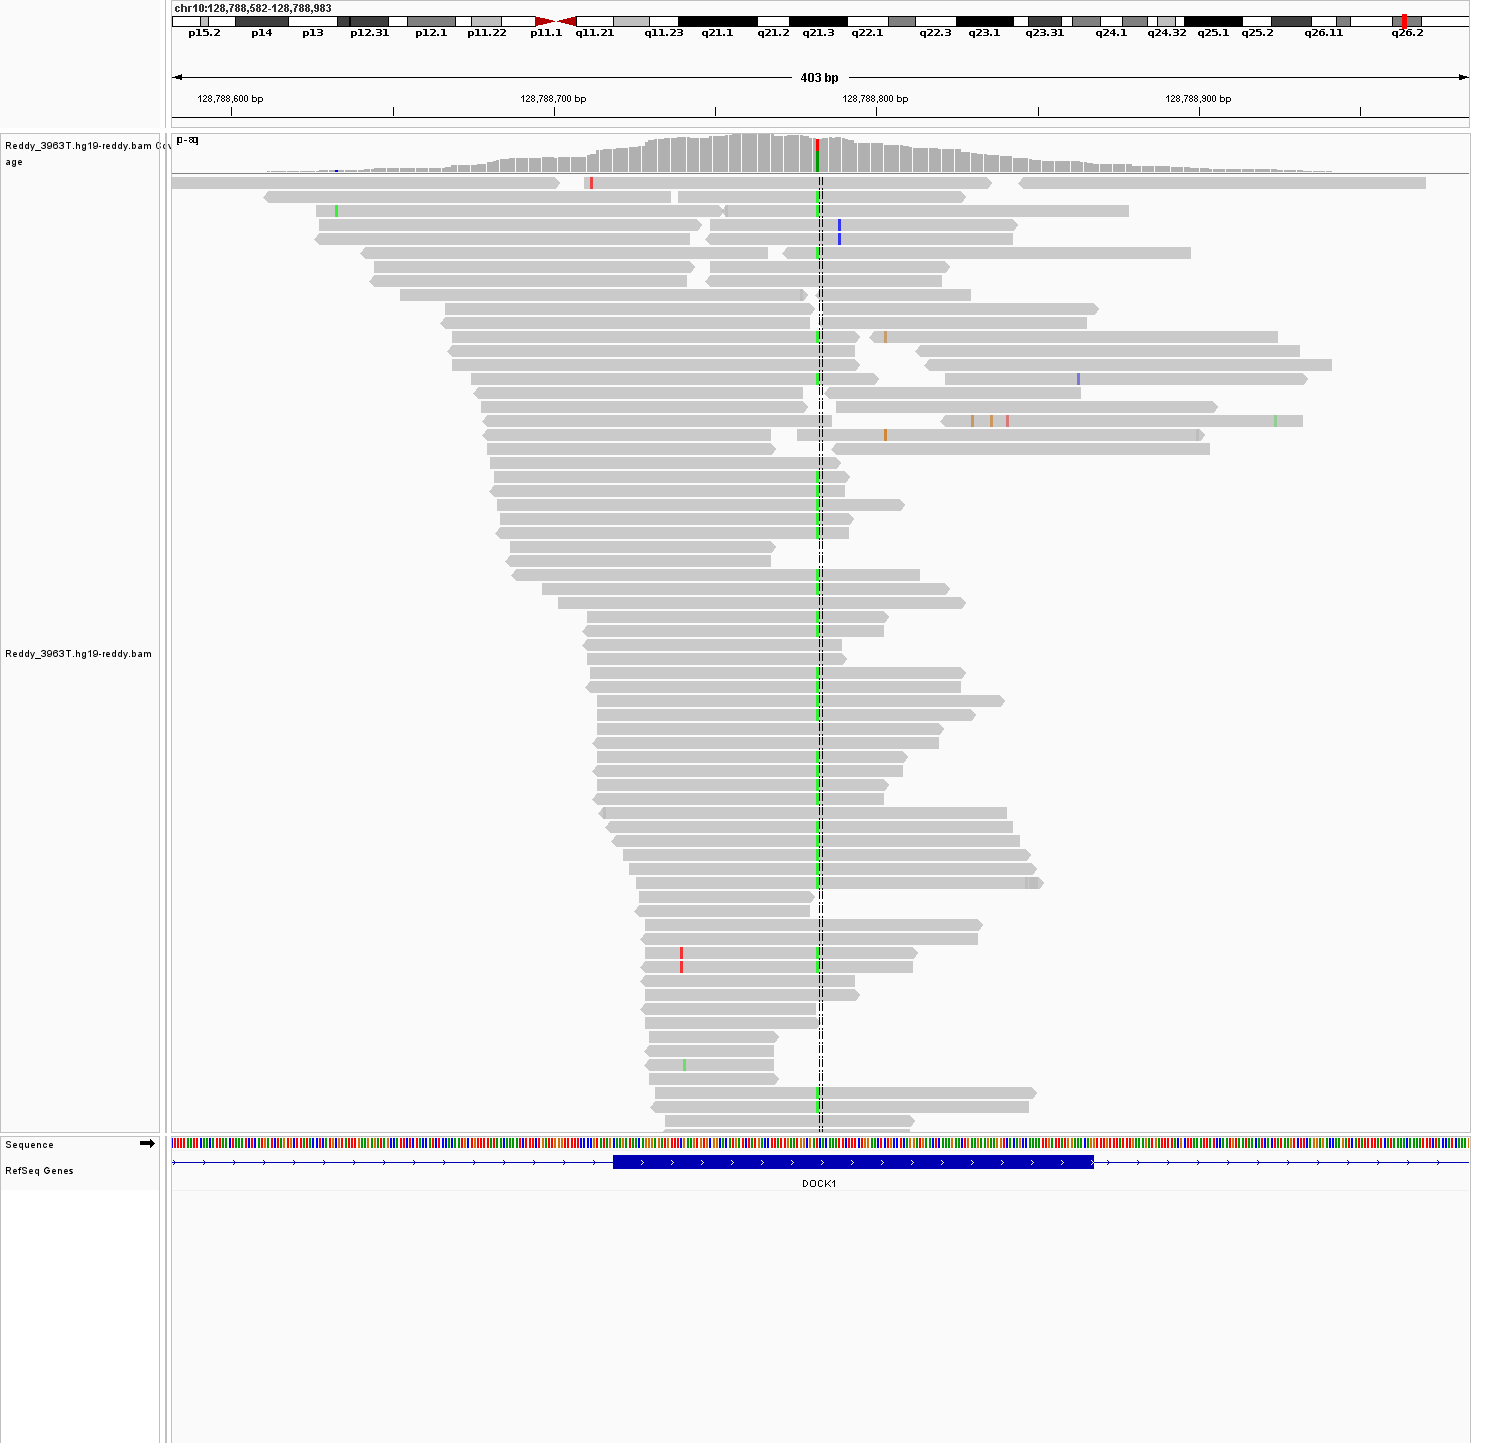 chr10:128,788,582-128,788,983
p15.2 p14 p13 p12.31 p12.1 p11.22 p11.1 q11.21 q11.23 q21.1 q21.2 q21.3 q22.1 q22.3 q23.1 q23.31 q24.1 q24.32 q25.1 q25.2 q26.11 q26.2
403 bp
128,788,600 bp 128,788,700 bp 128,788,800 bp 128,788,900 bp
[0 - 80]
Reddy_3963T.hg19-reddy.bam Cov
age
Reddy_3963T.hg19-reddy.bam
Sequence
RefSeq Genes
DOCK1